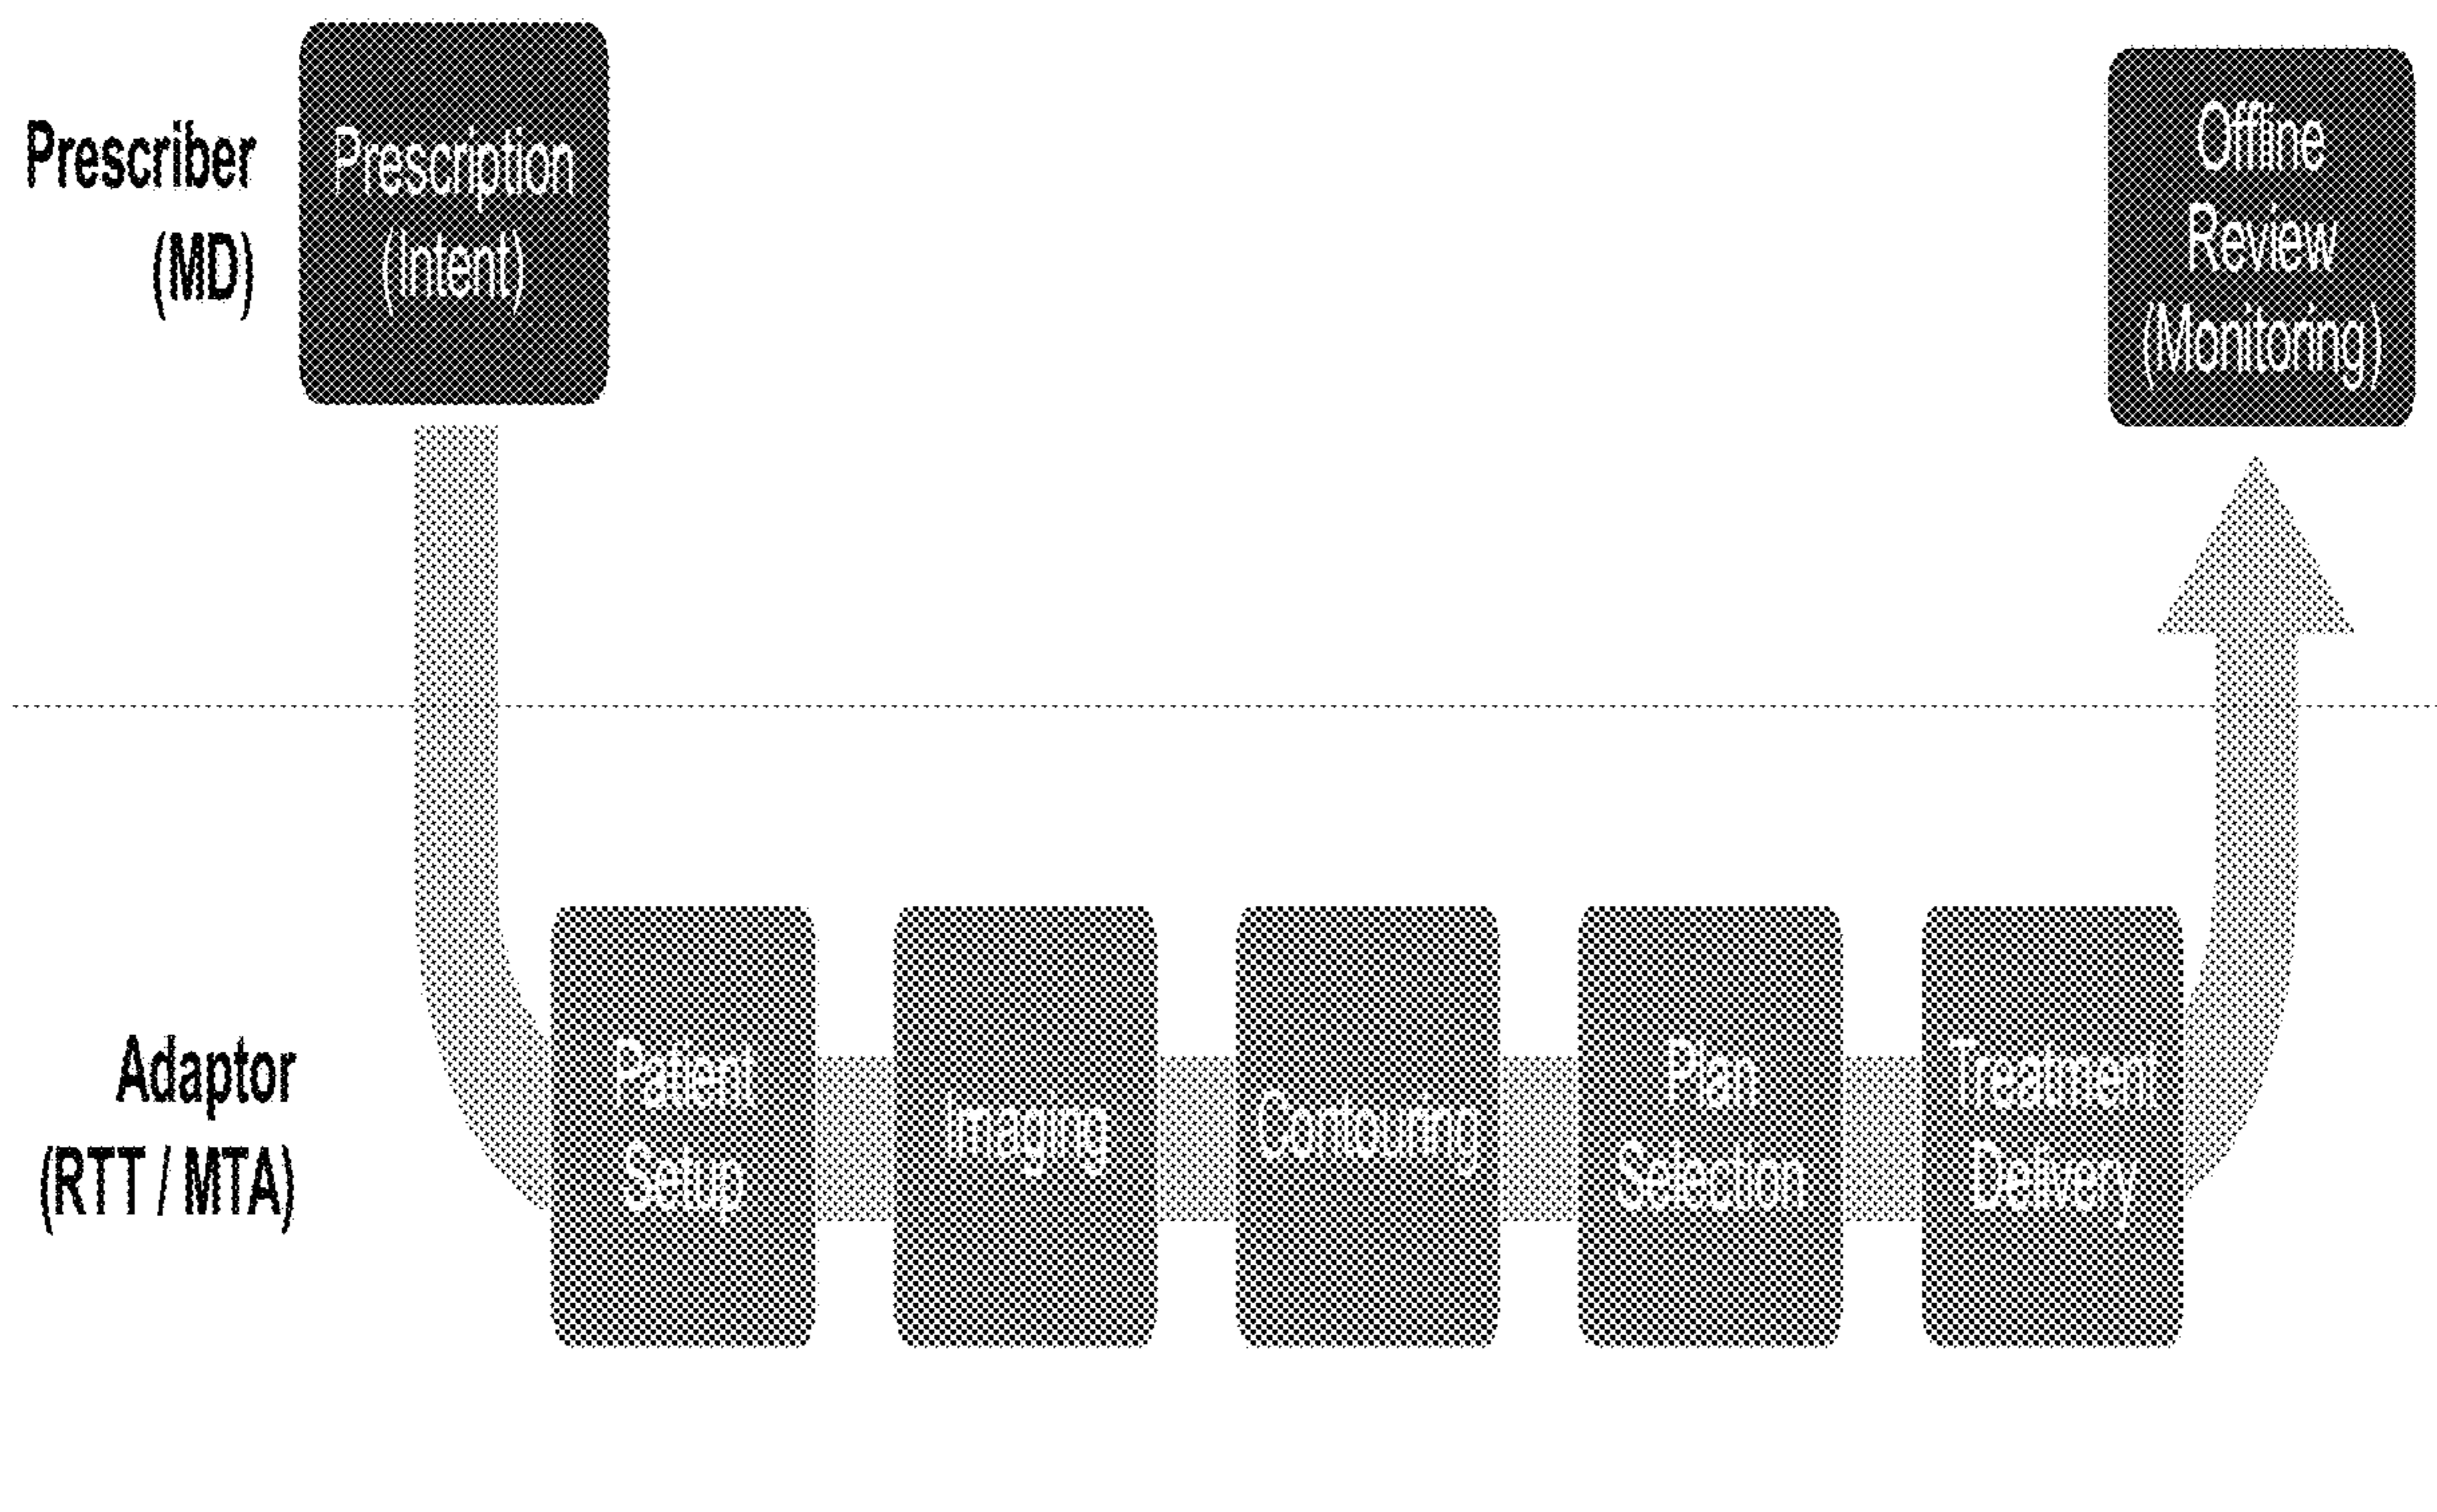 Prescriber
(MD)
Prescription
(Intent)
Offline
Review
(Monitoring)
Adaptor
(RTT / MTA)
Patient
Setup
Imaging
Contouring
Plan
Selection
Treatment
Delivery